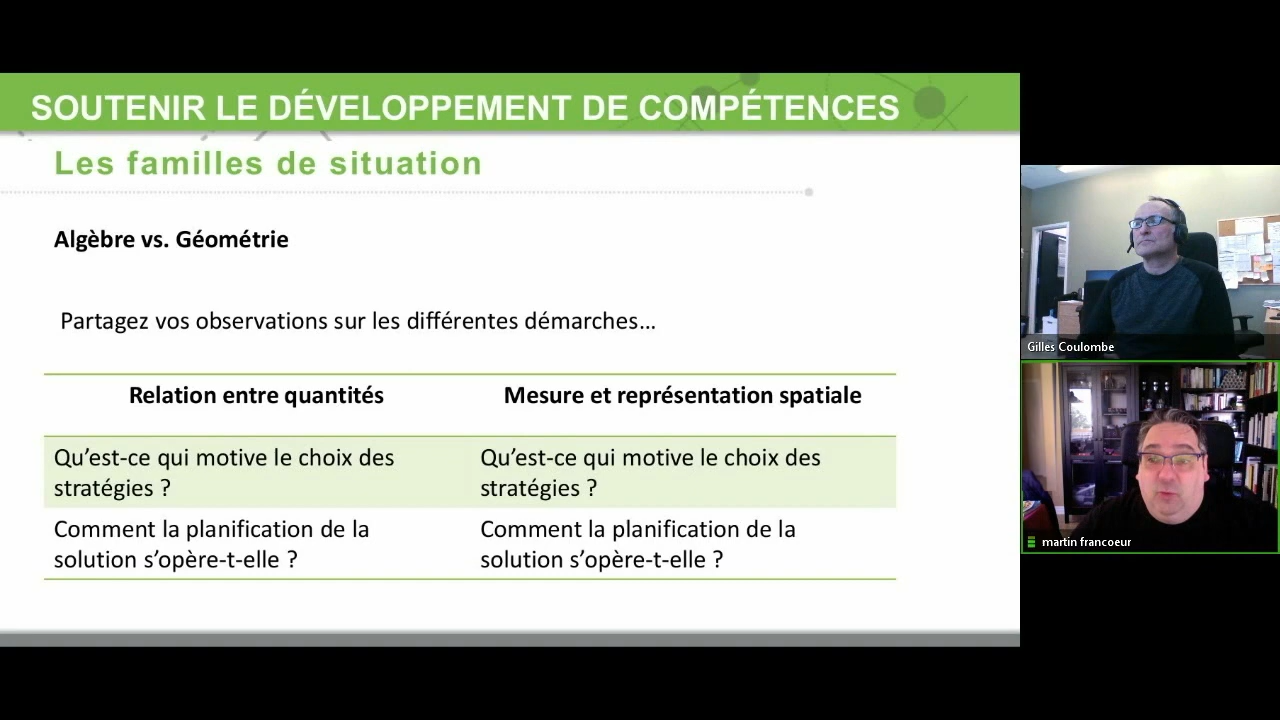 SOUTENIR LE DÉVELOPPEMENT DE COMPÉTENCES
Les familles de situation
Algèbre vs. Géométrie
Partagez vos observations sur les différentes démarches…
Relation entre quantités
Mesure et représentation spatiale
Qu’est-ce qui motive le choix des
stratégies ?
Qu’est-ce qui motive le choix des
stratégies ?
Comment la planification de la
solution s’opère-t-elle ?
Comment la planification de la
solution s’opère-t-elle ?
Gilles Coulombe
martin francoeur